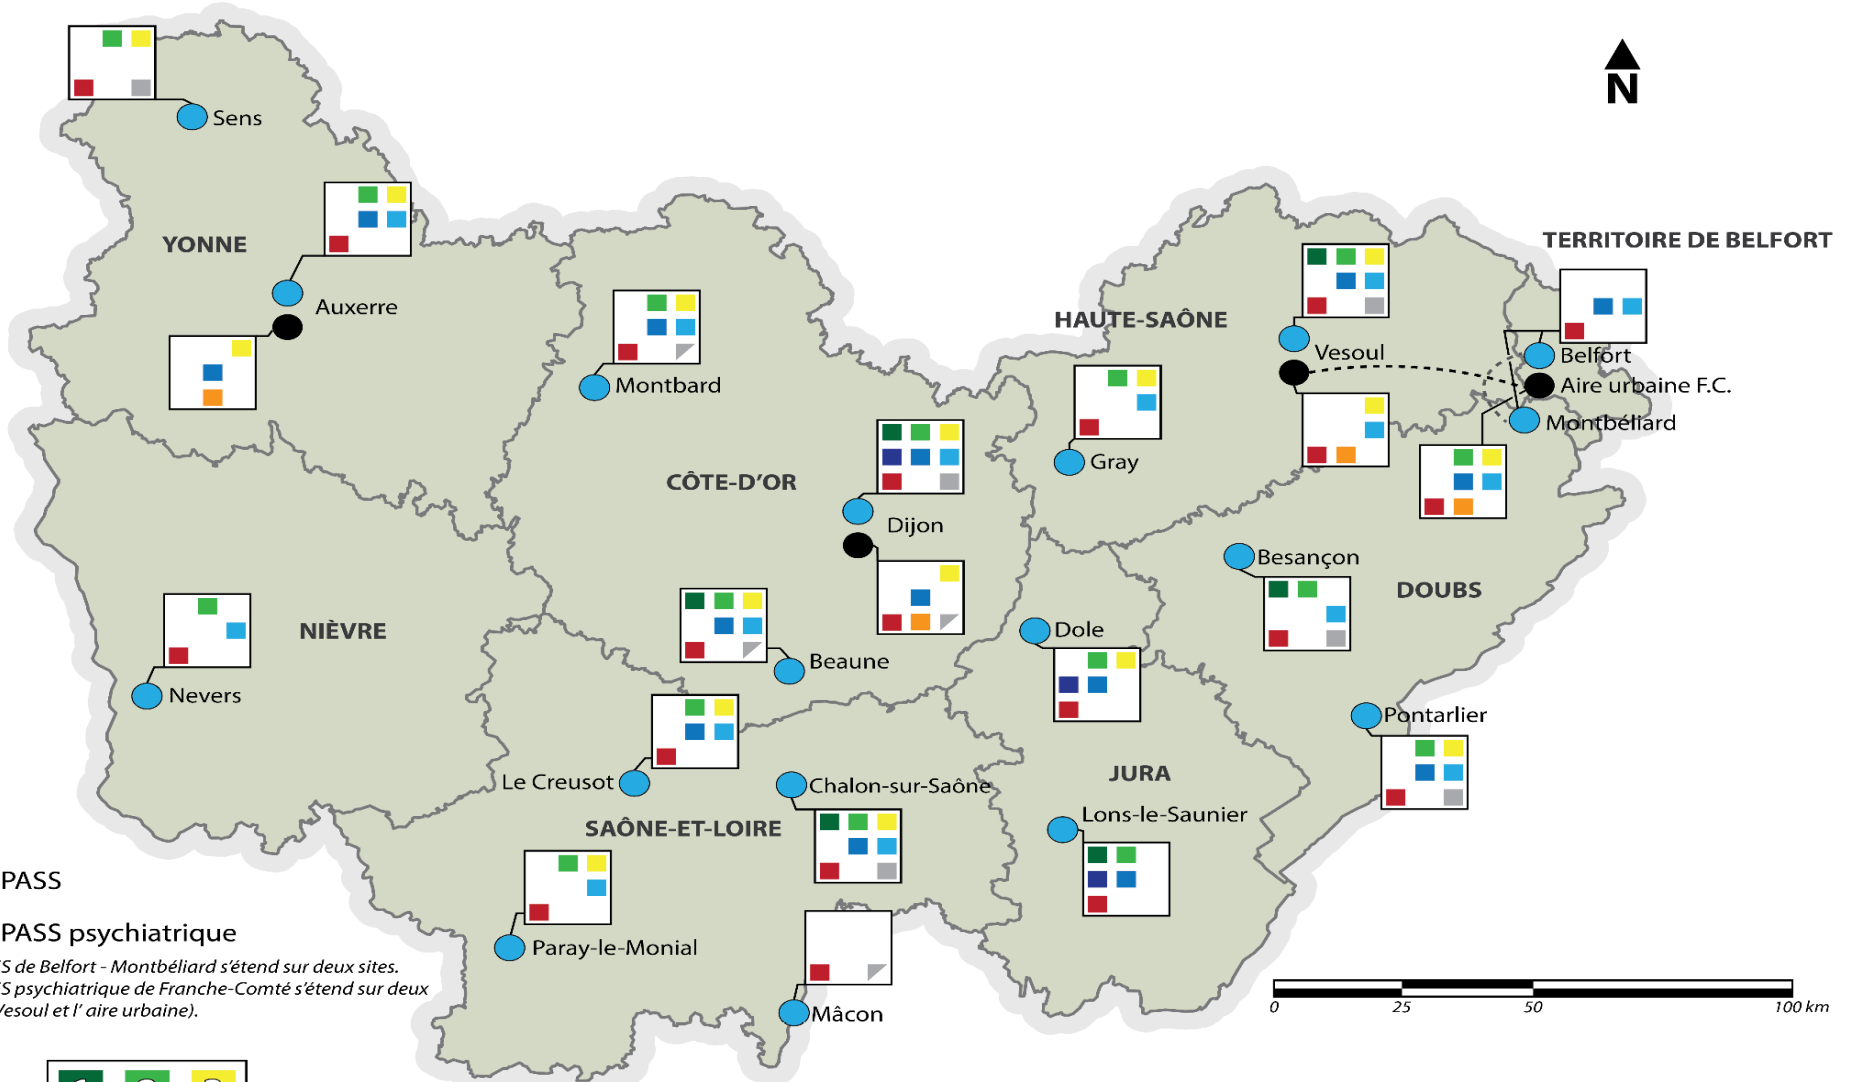 N
Sens
TERRITOIRE DE BELFORT
YONNE
Auxerre
HAUTE-SAÔNE
Vesoul
Belfort
Montbard
Aire urbaine F.C.
Montbéliard
Gray
CÔTE-D'OR
Dijon
Besançon
DOUBS
NIÈVRE
Dole
Beaune
Nevers
Pontarlier
Le Creusot
Chalon-sur-Saône
JURA
Lons-le-Saunier
SAÔNE-ET-LOIRE
PASS
PASS psychiatrique
Paray-le-Monial
S de Belfort - Montbéliard s'étend sur deux sites.
S psychiatrique de Franche-Comté s'étend sur deux
Vesoul et l' aire urbaine).
Mâcon
0 25 50 100 km